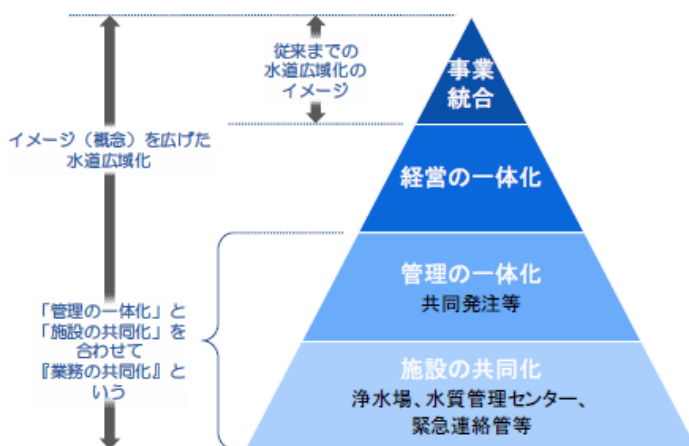 従来までの
水道広域化の
イメージ
事業
統合
イメージ（概念）を広げた
水道広域化
経営の一体化
管理の一体化
共同発注等
「管理の一体化」と
「施設の共同化」を
合わせて
『業務の共同化』と
いう
施設の共同化
浄水場、水質管理センター、
緊急連絡管等